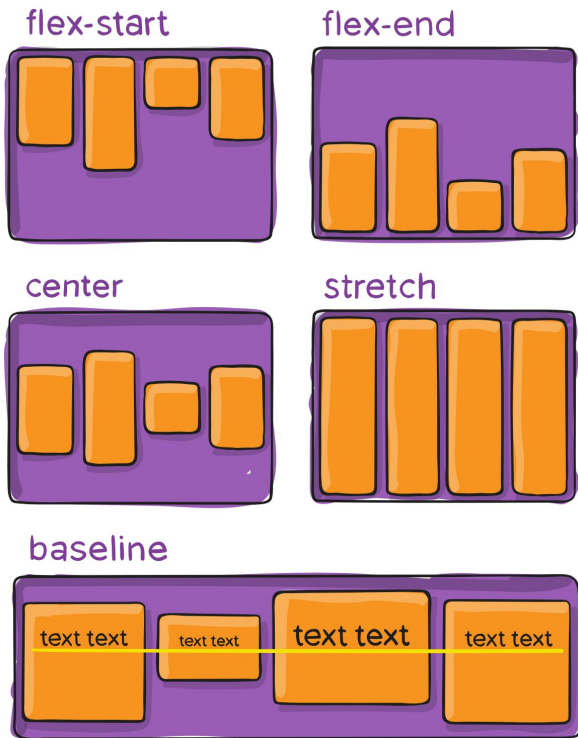 flex-start
flex-end
center
stretch
baseline
text text
text text
text text
text text